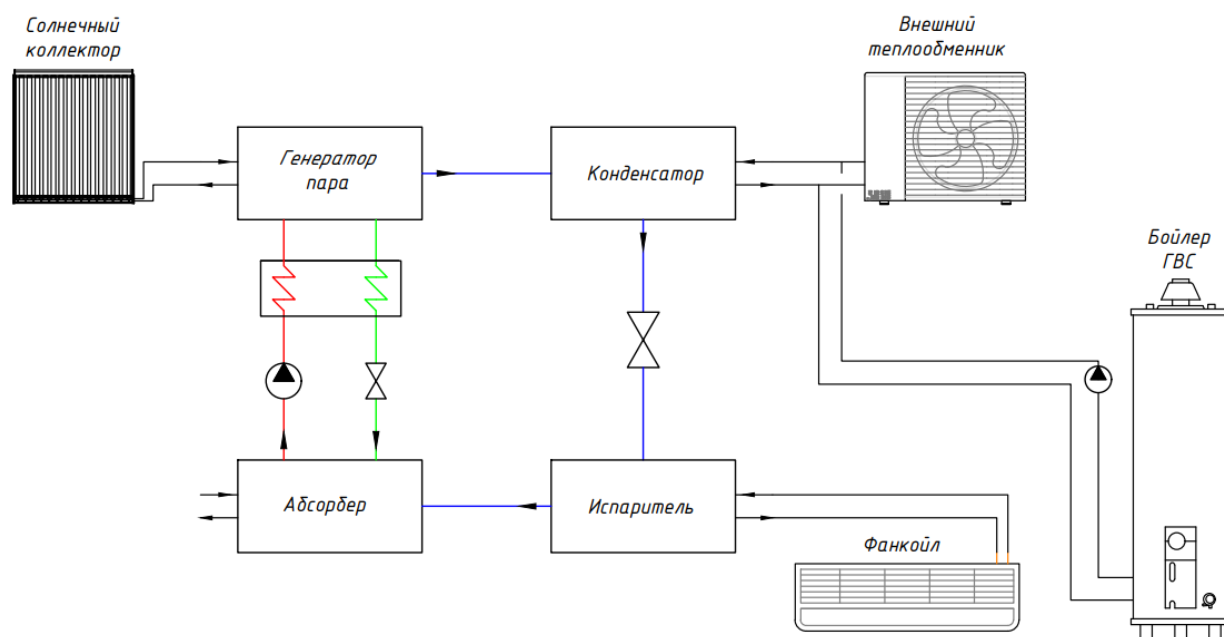 Солнечный
коллектор
Внешний
теплообменник
Генератор
пара
Конденсатор
Бойлер
ГВС
Абсорбер
Испаритель
Фанкойл